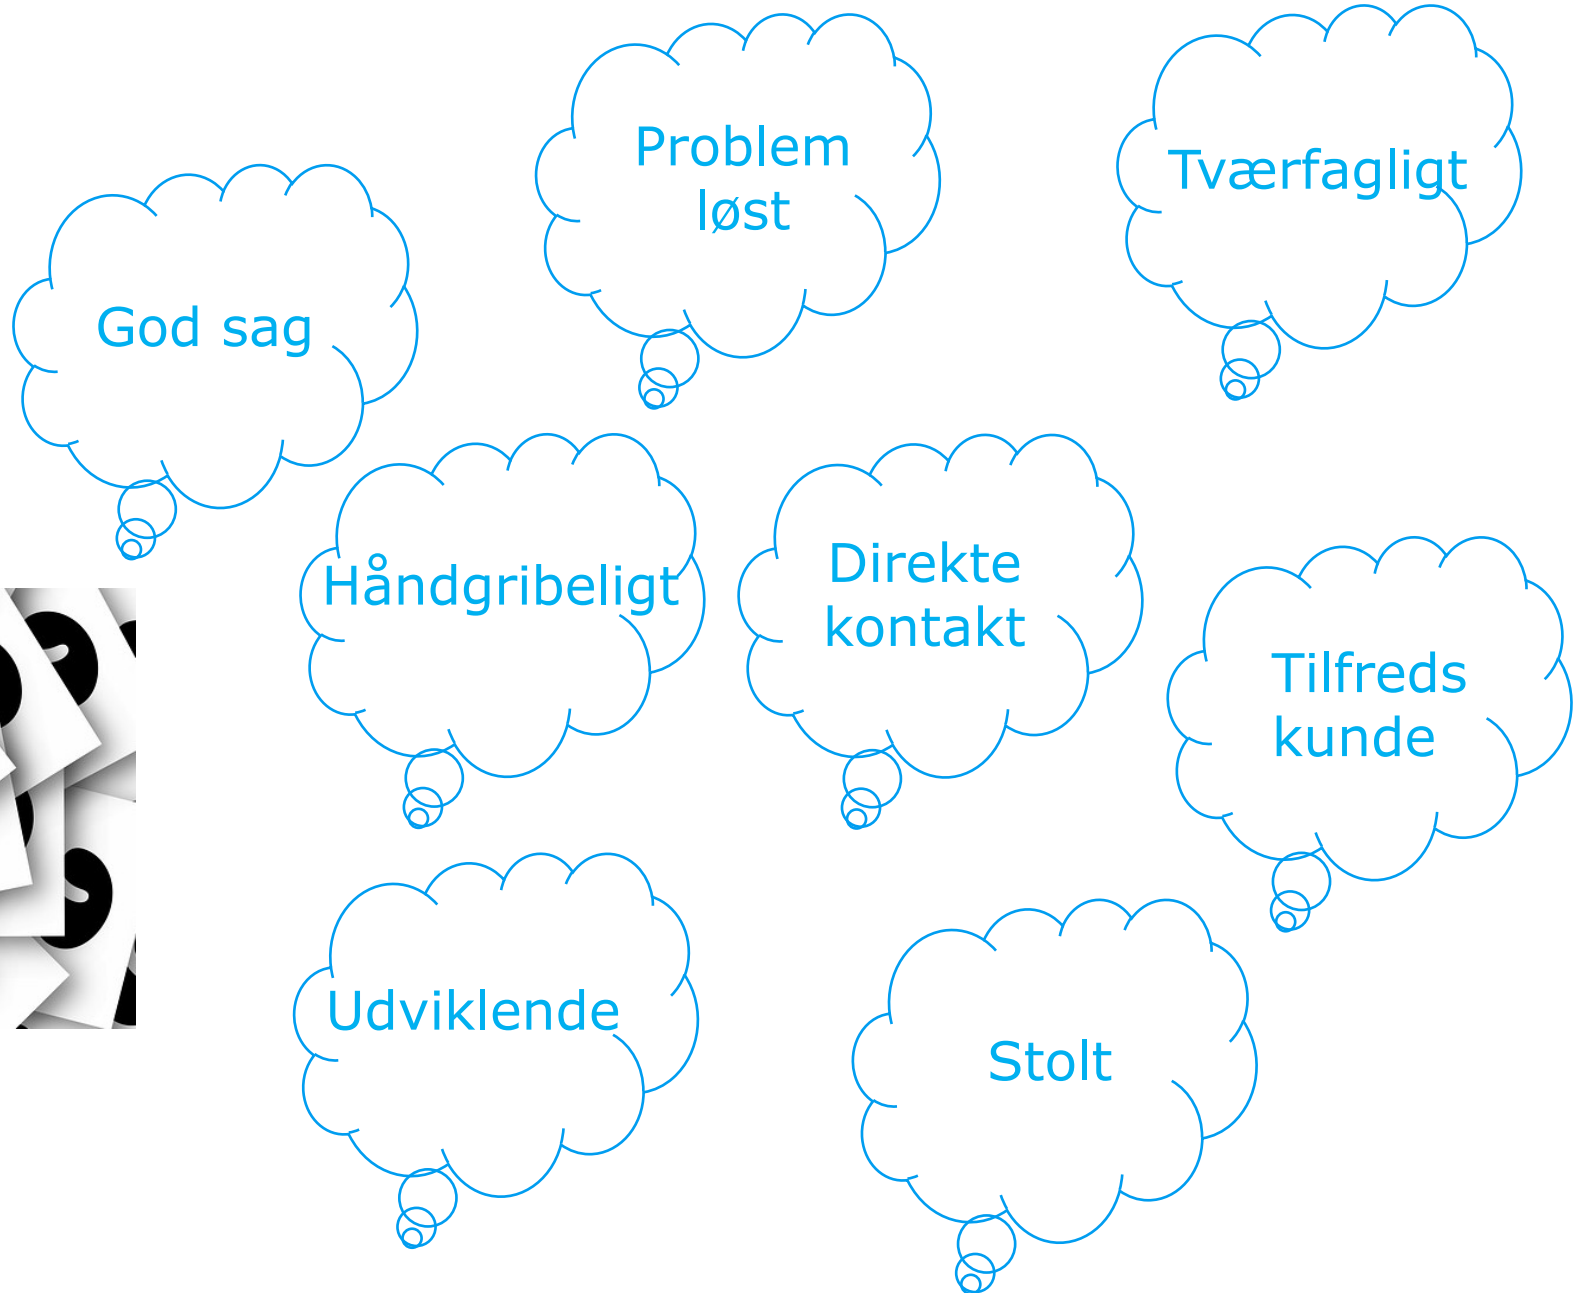 Problem
løst
Tværfagligt
God sag
Håndgribeligt
Direkte
kontakt
Tilfreds
kunde
Udviklende
Stolt